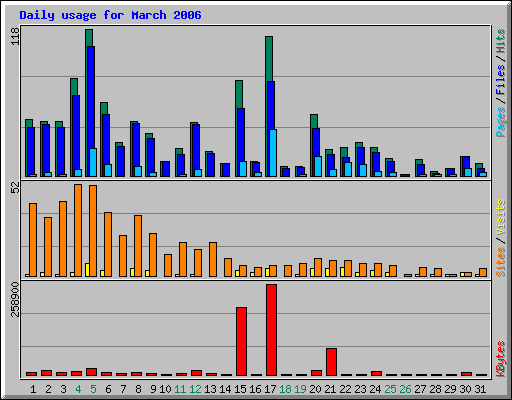 Daily usage for March 2006
118
Pages / Files / Hits
52
Sites / Visits
258900
KBytes
1 2 3 4 5 6 7 8 9 10 11 12 13 14 15 16 17 18 19 20 21 22 23 24 25 26 27 28 29 30 31